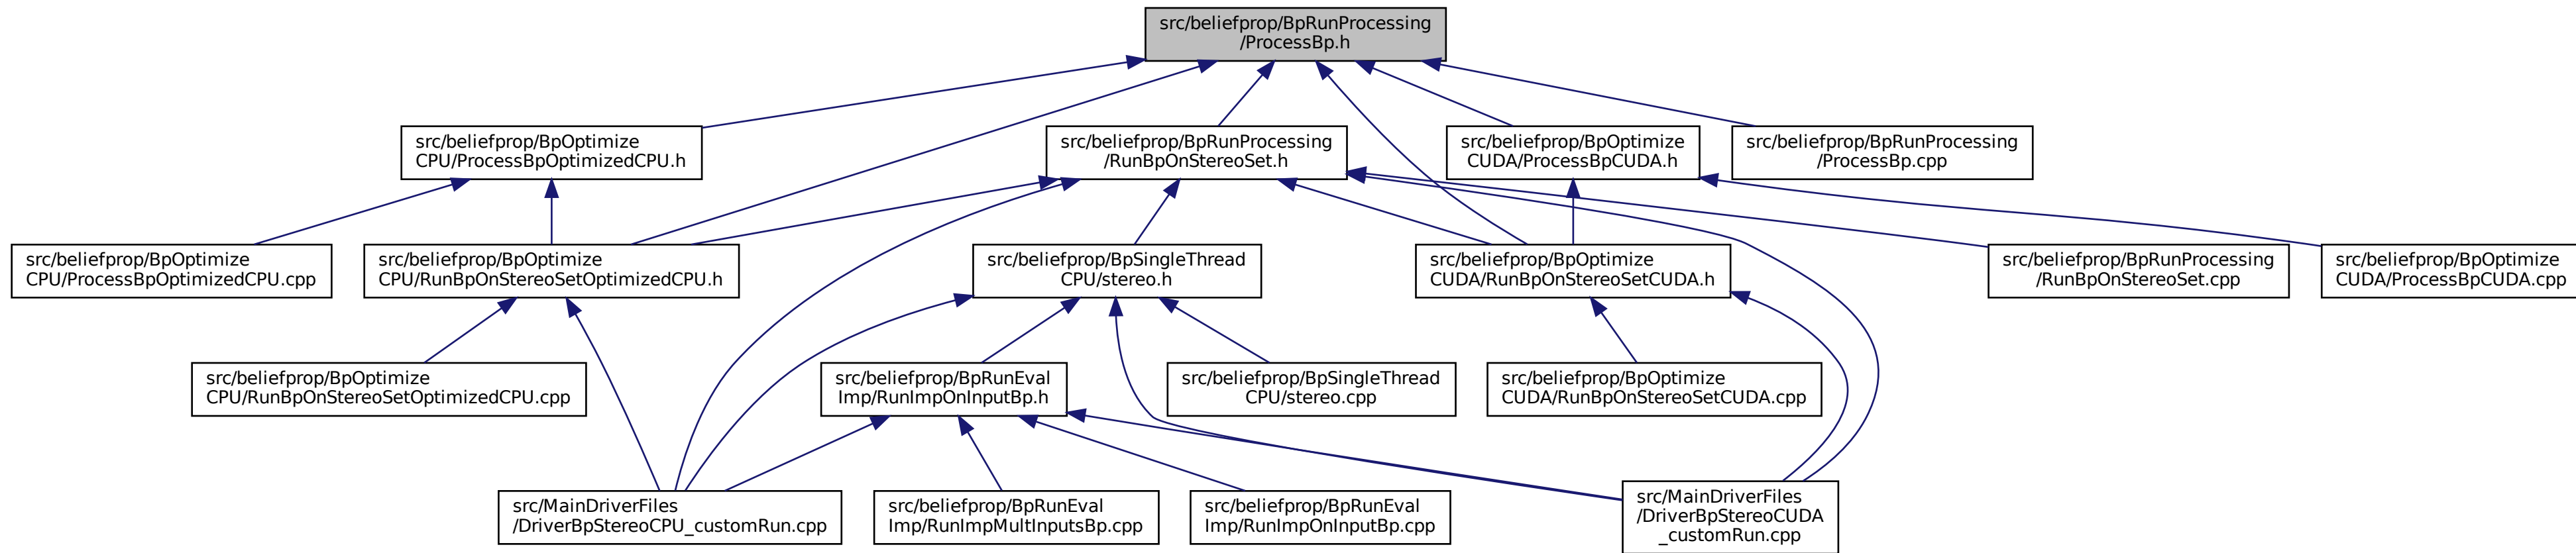 src/beliefprop/BpRunProcessing
/ProcessBp.h
src/beliefprop/BpOptimize
CPU/ProcessBpOptimizedCPU.h
src/beliefprop/BpRunProcessing
/RunBpOnStereoSet.h
src/beliefprop/BpOptimize
CUDA/ProcessBpCUDA.h
src/beliefprop/BpRunProcessing
/ProcessBp.cpp
src/beliefprop/BpOptimize
CPU/ProcessBpOptimizedCPU.cpp
src/beliefprop/BpOptimize
CPU/RunBpOnStereoSetOptimizedCPU.h
src/beliefprop/BpSingleThread
CPU/stereo.h
src/beliefprop/BpOptimize
CUDA/RunBpOnStereoSetCUDA.h
src/beliefprop/BpRunProcessing
/RunBpOnStereoSet.cpp
src/beliefprop/BpOptimize
CUDA/ProcessBpCUDA.cpp
src/beliefprop/BpOptimize
CPU/RunBpOnStereoSetOptimizedCPU.cpp
src/beliefprop/BpRunEval
Imp/RunImpOnInputBp.h
src/beliefprop/BpSingleThread
CPU/stereo.cpp
src/beliefprop/BpOptimize
CUDA/RunBpOnStereoSetCUDA.cpp
src/MainDriverFiles
/DriverBpStereoCPU_customRun.cpp
src/beliefprop/BpRunEval
Imp/RunImpMultInputsBp.cpp
src/beliefprop/BpRunEval
Imp/RunImpOnInputBp.cpp
src/MainDriverFiles
/DriverBpStereoCUDA
_customRun.cpp